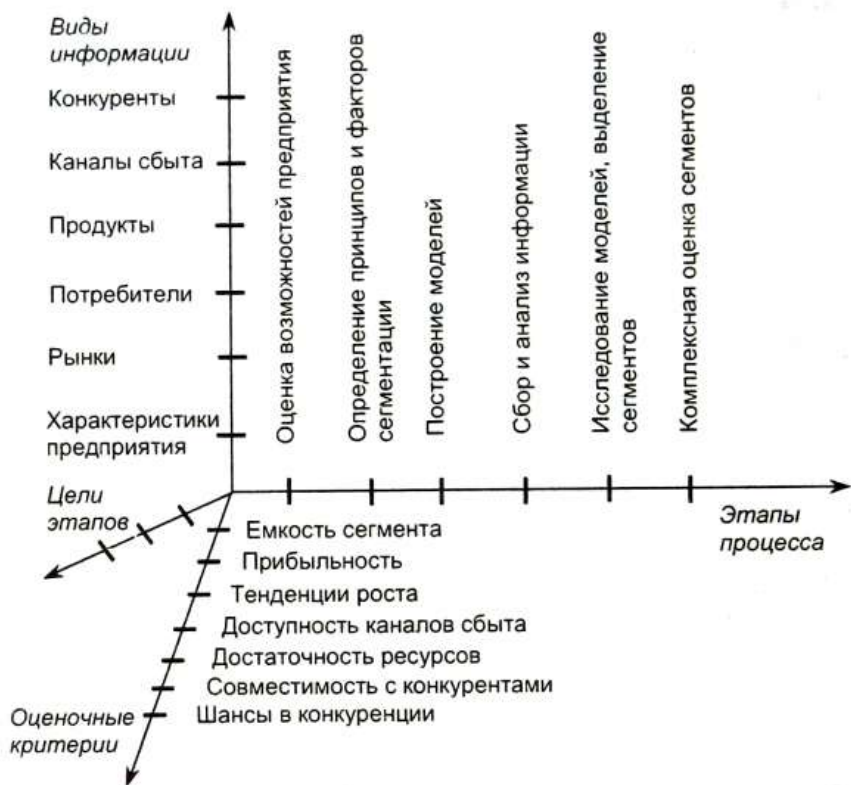 Виды
информации
Конкуренты
Каналы сбыта
Продукты
Потребители
Рынки
Характеристики
предприятия
Оценка возможностей предприятия
Определение принципов и факторов
сегментации
Построение моделей
Сбор и анализ информации
Исследование моделей, выделение
сегментов
Комплексная оценка сегментов
Цели
этапов
Этапы
процесса
Емкость сегмента
Прибыльность
Тенденции роста
Доступность каналов сбыта
Достаточность ресурсов
Совместимость с конкурентами
Шансы в конкуренции
Оценочные
критерии